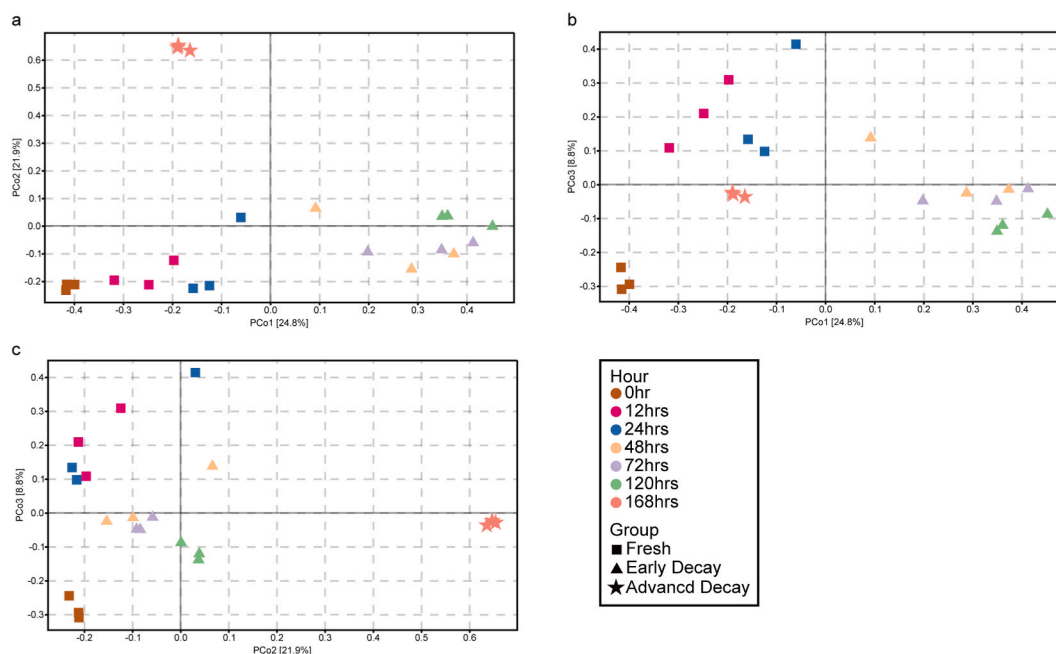 a
PCo2 [21.9%]
0.6
0.5
0.4
0.3
0.2
0.1
0.0
-0.1
-0.2
-0.4 -0.3 -0.2 -0.1 0.0 0.1 0.2 0.3 0.4
PCo1 [24.8%]
b
PCo3 [8.8%]
0.4
0.3
0.2
0.1
0.0
-0.1
-0.2
-0.3
-0.4 -0.3 -0.2 -0.1 0.0 0.1 0.2 0.3 0.4
PCo1 [24.8%]
c
PCo3 [8.8%]
0.4
0.3
0.2
0.1
0.0
-0.1
-0.2
-0.3
-0.2 -0.1 0.0 0.1 0.2 0.3 0.4 0.5 0.6
PCo2 [21.9%]
Hour
0hr
12hrs
24hrs
48hrs
72hrs
120hrs
168hrs
Group
Fresh
Early Decay
Advancd Decay